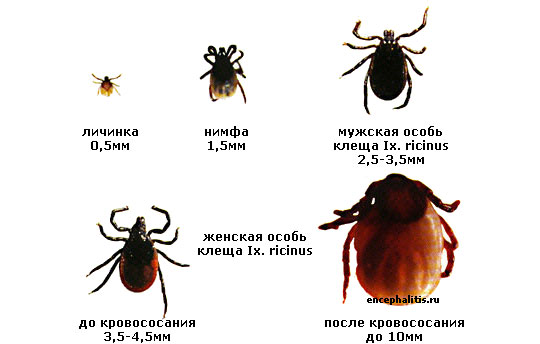 личинка
0,5мм
нимфа
1,5мм
мужская особь
клеща Ix. ricinus
2,5-3,5мм
женская особь
клеща Ix. ricinus
до кровососания
3,5-4,5мм
encephalitis.ru
после кровососания
до 10мм